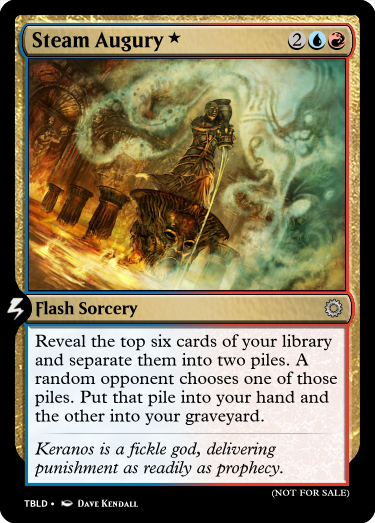 Steam Augury ★ 2
Flash Sorcery
Reveal the top six cards of your library
and separate them into two piles. A
random opponent chooses one of those
piles. Put that pile into your hand and
the other into your graveyard.
Keranos is a fickle god, delivering
punishment as readily as prophecy.
(NOT FOR SALE)
TBLD • Dave Kendall